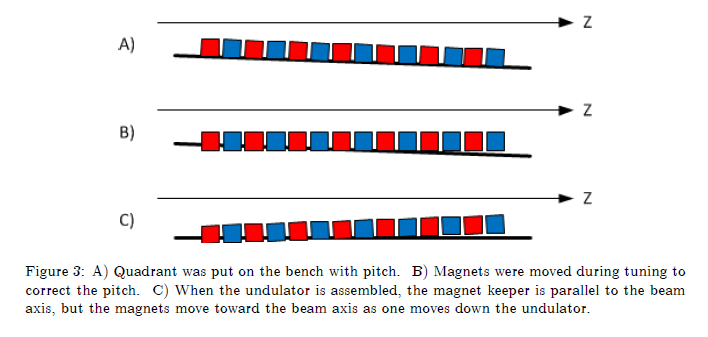 Z
A)
Z
B)
Z
C)
Figure 3: A) Quadrant was put on the bench with pitch. B) Magnets were moved during tuning to
correct the pitch. C) When the undulator is assembled, the magnet keeper is parallel to the beam
axis, but the magnets move toward the beam axis as one moves down the undulator.